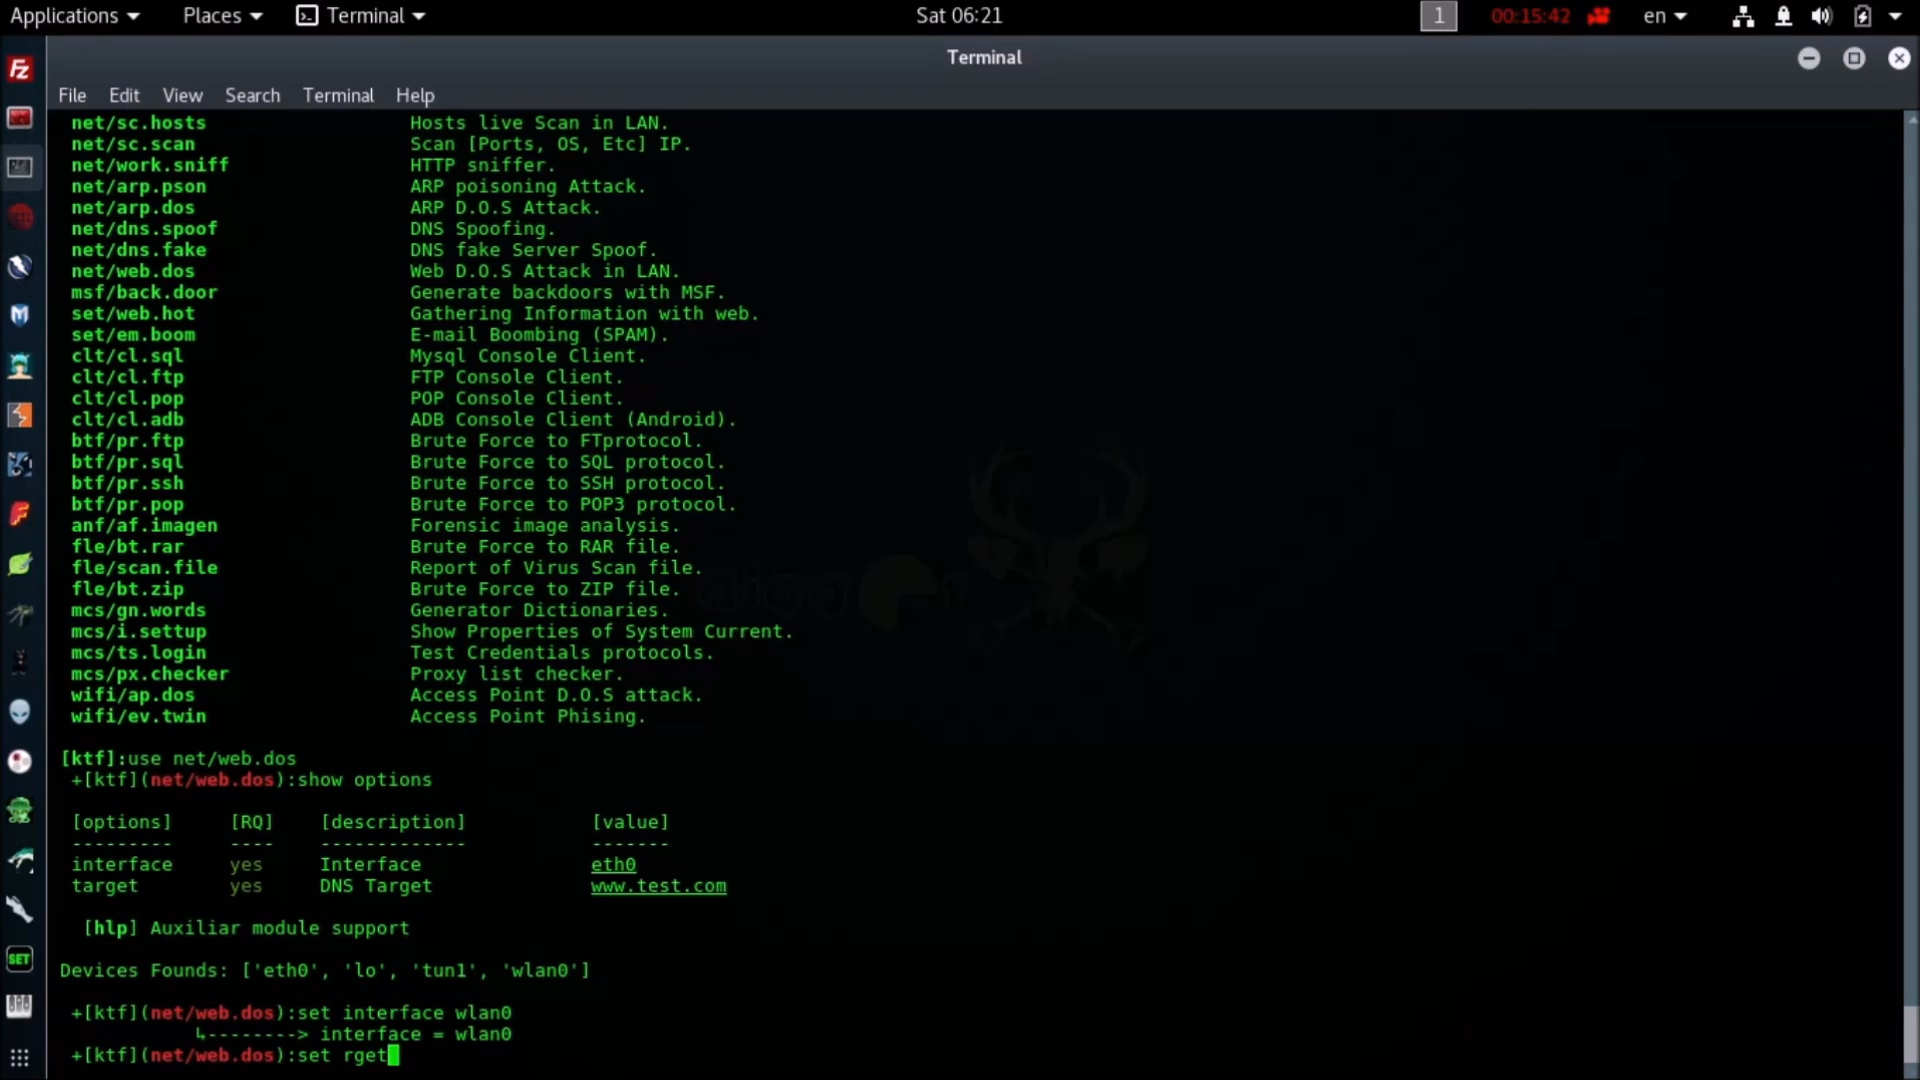 Applications Places Terminal Sat 06:21 1 00:15:42 en
Terminal
File Edit View Search Terminal Help
net/sc.hosts Hosts live Scan in LAN.
net/sc.scan Scan [Ports, OS, Etc] IP.
net/work.sniff HTTP sniffer.
net/arp.pson ARP poisoning Attack.
net/arp.dos ARP D.O.S Attack.
net/dns.spoof DNS Spoofing.
net/dns.fake DNS fake Server Spoof.
net/web.dos Web D.O.S Attack in LAN.
msf/back.door Generate backdoors with MSF.
set/web.hot Gathering Information with web.
set/em.boom E-mail Boombing (SPAM).
clt/cl.sql Mysql Console Client.
clt/cl.ftp FTP Console Client.
clt/cl.pop POP Console Client.
clt/cl.adb ADB Console Client (Android).
btf/pr.ftp Brute Force to FTprotocol.
btf/pr.sql Brute Force to SQL protocol.
btf/pr.ssh Brute Force to SSH protocol.
btf/pr.pop Brute Force to POP3 protocol.
anf/af.imagen Forensic image analysis.
fle/bt.rar Brute Force to RAR file.
fle/scan.file Report of Virus Scan file.
fle/bt.zip Brute Force to ZIP file.
mcs/gn.words Generator Dictionaries.
mcs/i.settup Show Properties of System Current.
mcs/ts.login Test Credentials protocols.
mcs/px.checker Proxy list checker.
wifi/ap.dos Access Point D.O.S attack.
wifi/ev.twin Access Point Phising.
[ktf]:use net/web.dos
+[ktf](net/web.dos):show options
[options] [RQ] [description] [value]
--------- ---- ------------- -------
interface yes Interface eth0
target yes DNS Target www.test.com
[hlp] Auxiliar module support
Devices Founds: ['eth0', 'lo', 'tun1', 'wlan0']
+[ktf](net/web.dos):set interface wlan0
↳--------> interface = wlan0
+[ktf](net/web.dos):set rget
SET